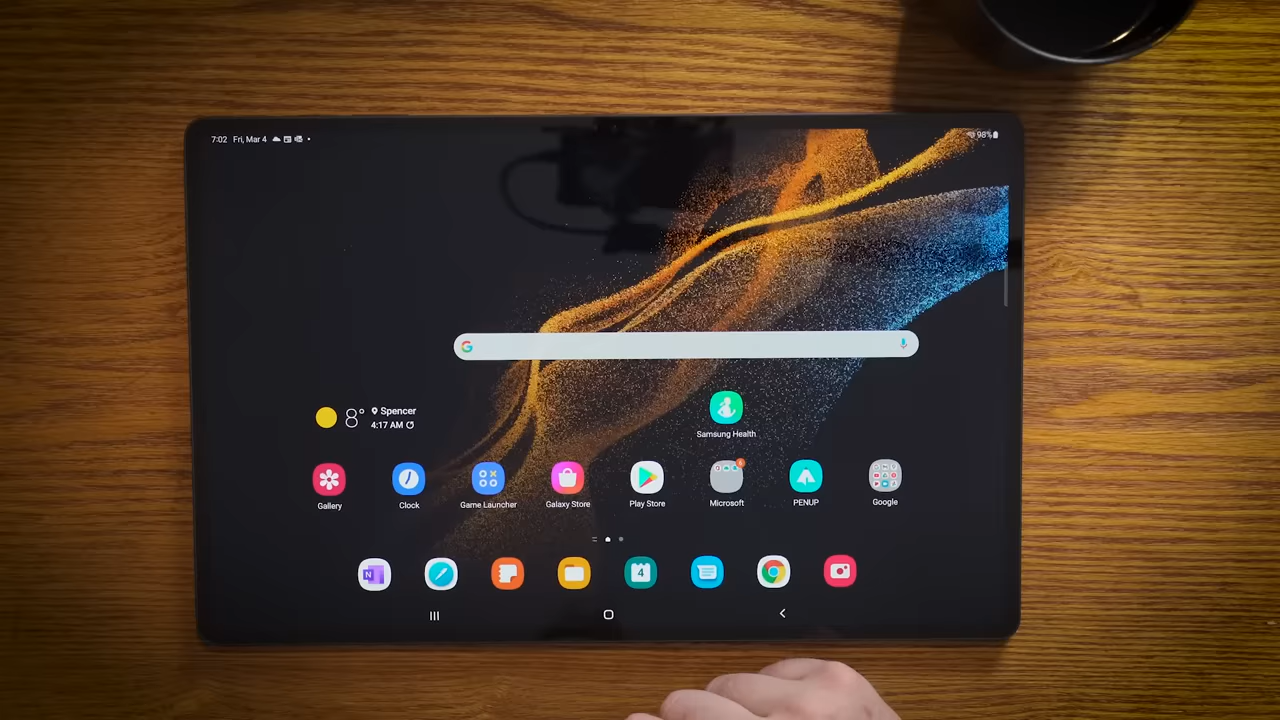 7:02 Fri, Mar 4
98%
8°
Spencer
4:17 AM
Samsung Health
Gallery
Clock
Game Launcher
Galaxy Store
Play Store
Microsoft
PENUP
Google
N
4